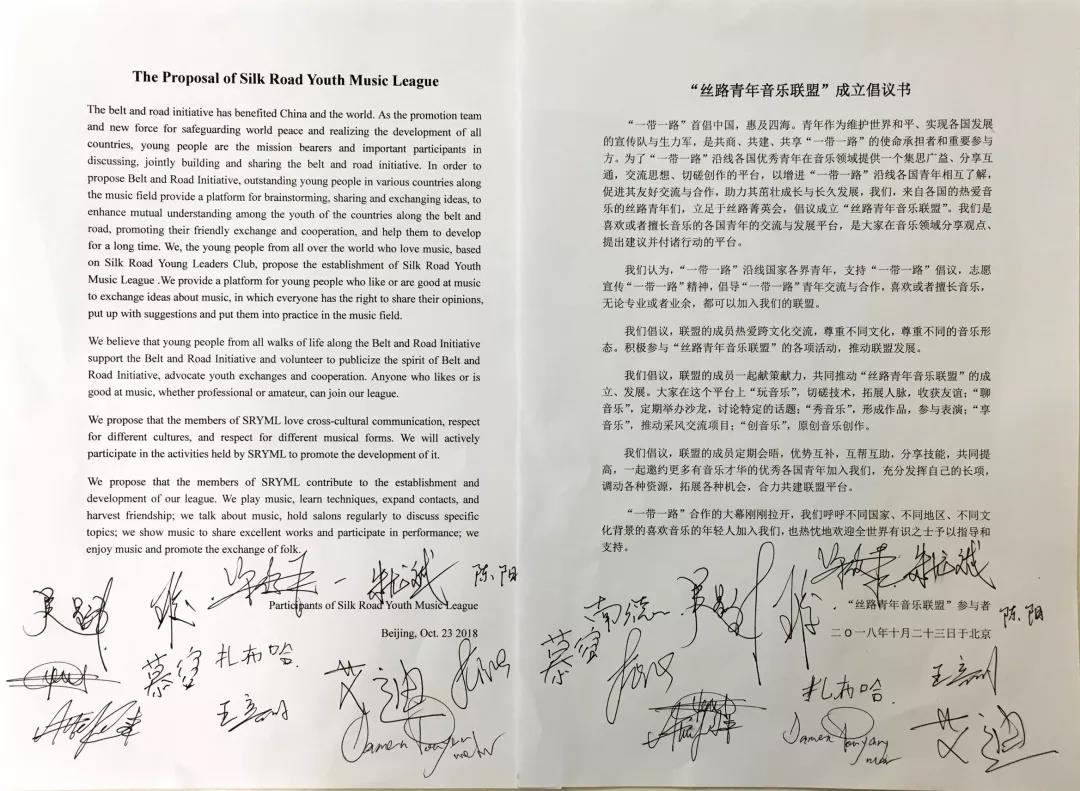 The Proposal of Silk Road Youth Music League
The belt and road initiative has benefited China and the world. As the promotion team
and new force for safeguarding world peace and realizing the development of all
countries, young people are the mission bearers and important participants in
discussing, jointly building and sharing the belt and road initiative. In order to
propose Belt and Road Initiative, outstanding young people in various countries along
the music field provide a platform for brainstorming, sharing and exchanging ideas, to
enhance mutual understanding among the youth of the countries along the belt and
road, promoting their friendly exchange and cooperation, and help them to develop
for a long time. We, the young people from all over the world who love music, based
on Silk Road Young Leaders Club, propose the establishment of Silk Road Youth
Music League .We provide a platform for young people who like or are good at music
to exchange ideas about music, in which everyone has the right to share their opinions,
put up with suggestions and put them into practice in the music field.
We believe that young people from all walks of life along the Belt and Road Initiative
support the Belt and Road Initiative and volunteer to publicize the spirit of Belt and
Road Initiative, advocate youth exchanges and cooperation. Anyone who likes or is
good at music, whether professional or amateur, can join our league.
We propose that the members of SRYML love cross-cultural communication, respect
for different cultures, and respect for different musical forms. We will actively
participate in the activities held by SRYML to promote the development of it.
We propose that the members of SRYML contribute to the establishment and
development of our league. We play music, learn techniques, expand contacts, and
harvest friendship; we talk about music, hold salons regularly to discuss specific
topics; we show music to share excellent works and participate in performance; we
enjoy music and promote the exchange of folk.
陈阳
Participants of Silk Road Youth Music League
Beijing, Oct. 23 2018
扎布哈
艾迪
“丝路青年音乐联盟”成立倡议书
“一带一路”首倡中国，惠及四海。青年作为维护世界和平、实现各国发展
的宣传队与生力军，是共商、共建、共享“一带一路”的使命承担者和重要参与
方。为了“一带一路”沿线各国优秀青年在音乐领域提供一个集思广益、分享互
通，交流思想、切磋创作的平台，以增进“一带一路”沿线各国青年相互了解，
促进其友好交流与合作，助力其茁壮成长与长久发展，我们，来自各国的热爱音
乐的丝路青年们，立足于丝路菁英会，倡议成立“丝路青年音乐联盟”。我们是
喜欢或者擅长音乐的各国青年的交流与发展平台，是大家在音乐领域分享观点、
提出建议并付诸行动的平台。
我们认为，“一带一路”沿线国家各界青年，支持“一带一路”倡议，志愿
宣传“一带一路”精神，倡导“一带一路”青年交流与合作，喜欢或者擅长音乐，
无论专业或者业余，都可以加入我们的联盟。
我们倡议，联盟的成员热爱跨文化交流，尊重不同文化，尊重不同的音乐形
态。积极参与“丝路青年音乐联盟”的各项活动，推动联盟发展。
我们倡议，联盟的成员一起献策献力，共同推动“丝路青年音乐联盟”的成
立、发展。大家在这个平台上“玩音乐”，切磋技术，拓展人脉，收获友谊；“聊
音乐”，定期举办沙龙，讨论特定的话题；“秀音乐”，形成作品，参与表演；“享
音乐”，推动采风交流项目；“创音乐”，原创音乐创作。
我们倡议，联盟的成员定期会晤，优势互补，互帮互助，分享技能，共同提
高，一起邀约更多有音乐才华的优秀各国青年加入我们，充分发挥自己的长项，
调动各种资源，拓展各种机会，合力共建联盟平台。
“一带一路”合作的大幕刚刚拉开，我们呼呼不同国家、不同地区、不同文
化背景的喜欢音乐的年轻人加入我们，也热忱地欢迎全世界有识之士予以指导和
支持。
“丝路青年音乐联盟”参与者
陈阳
二〇一八年十月二十三日于北京
扎布哈
艾迪